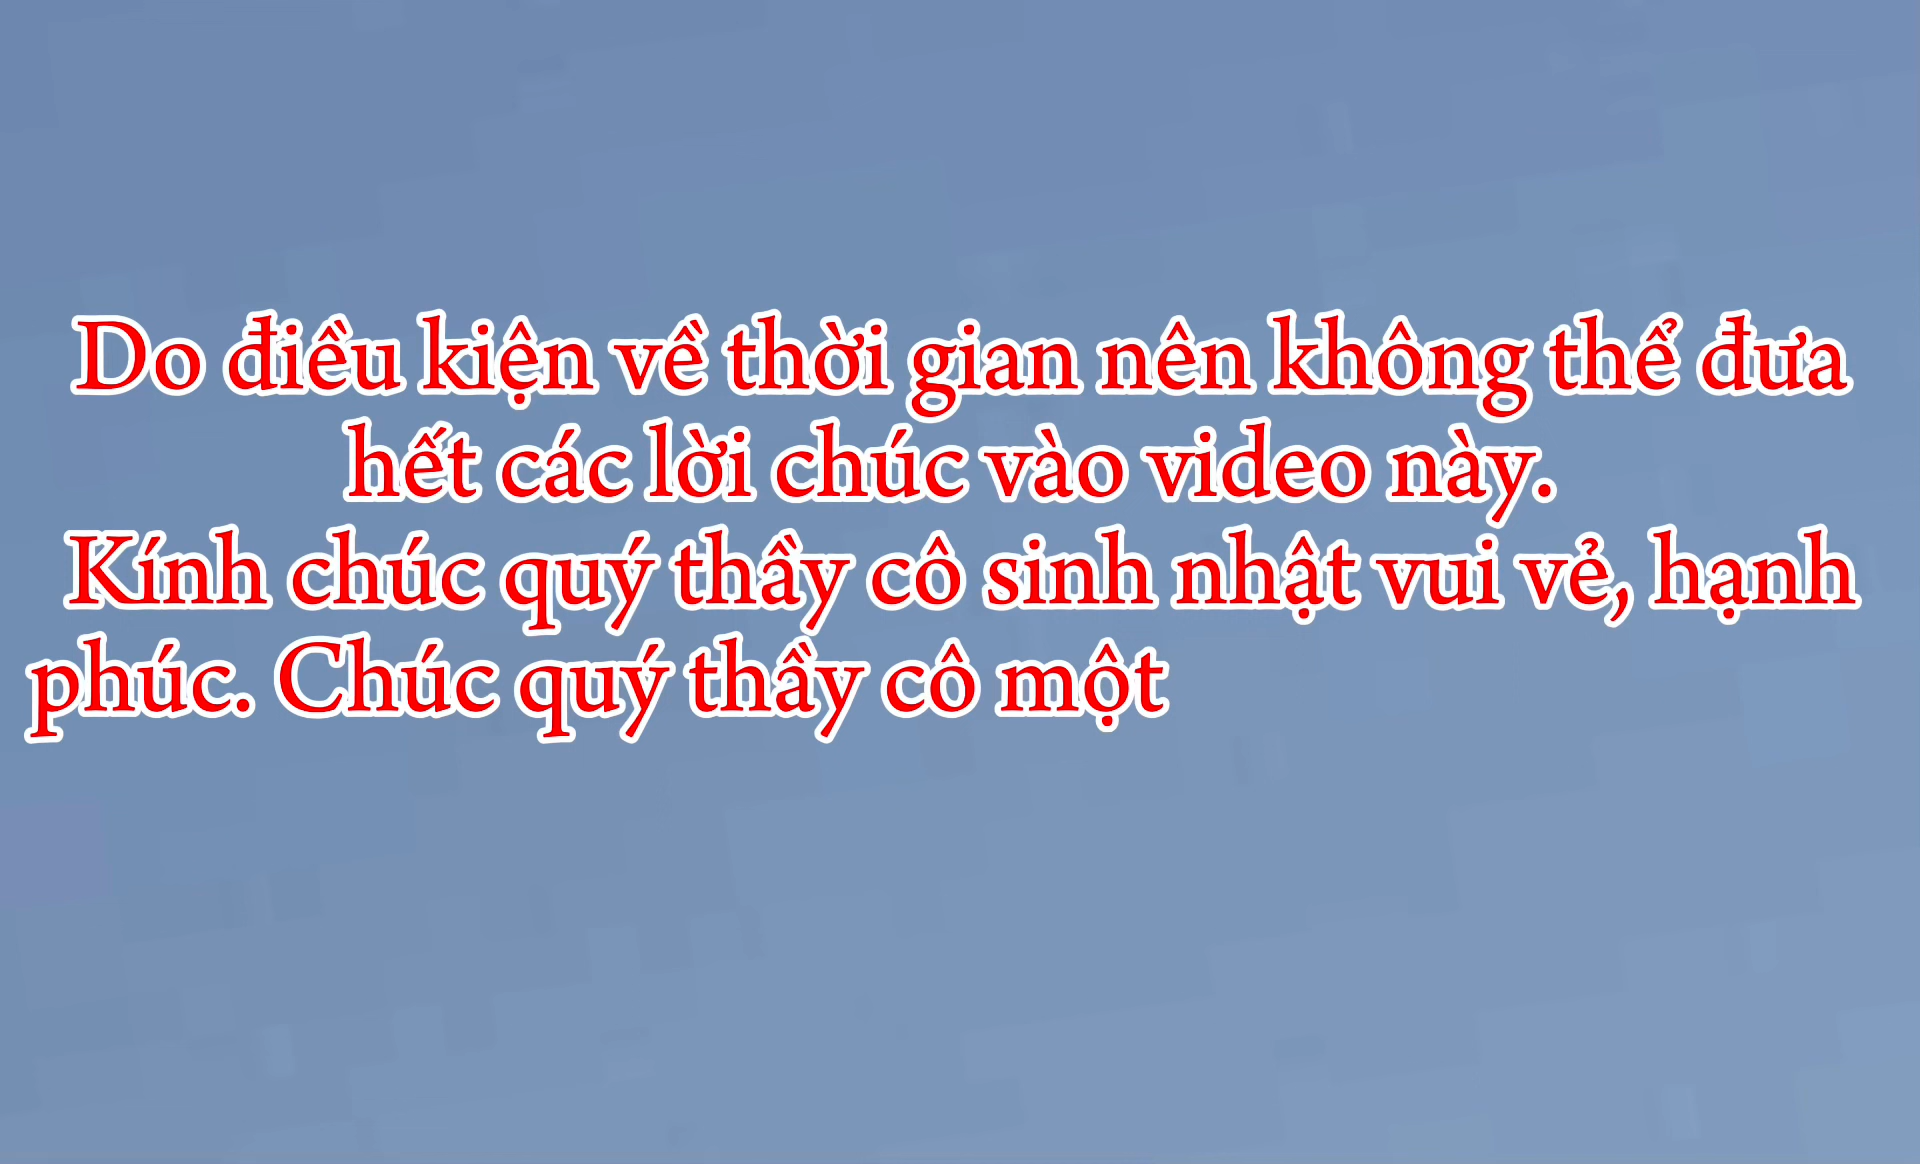 Do điều kiện về thời gian nên không thể đưa
hết các lời chúc vào video này.
Kính chúc quý thầy cô sinh nhật vui vẻ, hạnh
phúc. Chúc quý thầy cô một